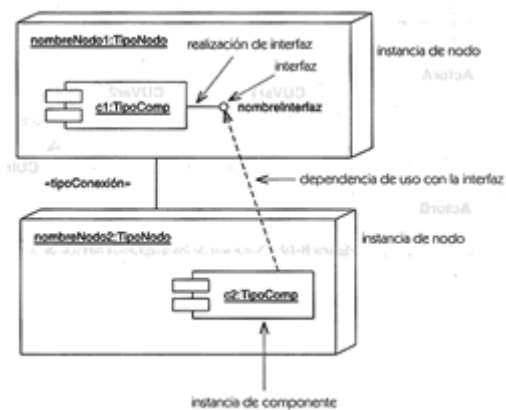 realización de interfaz
nombreNodo1:TipoNodo
instancia de nodo
interfaz
c1:TipoComp
nombreInterfaz
«tipoConexión»
dependencia de uso con la interfaz
nombreNodo2:TipoNodo
instancia de nodo
c2:TipoComp
instancia de componente